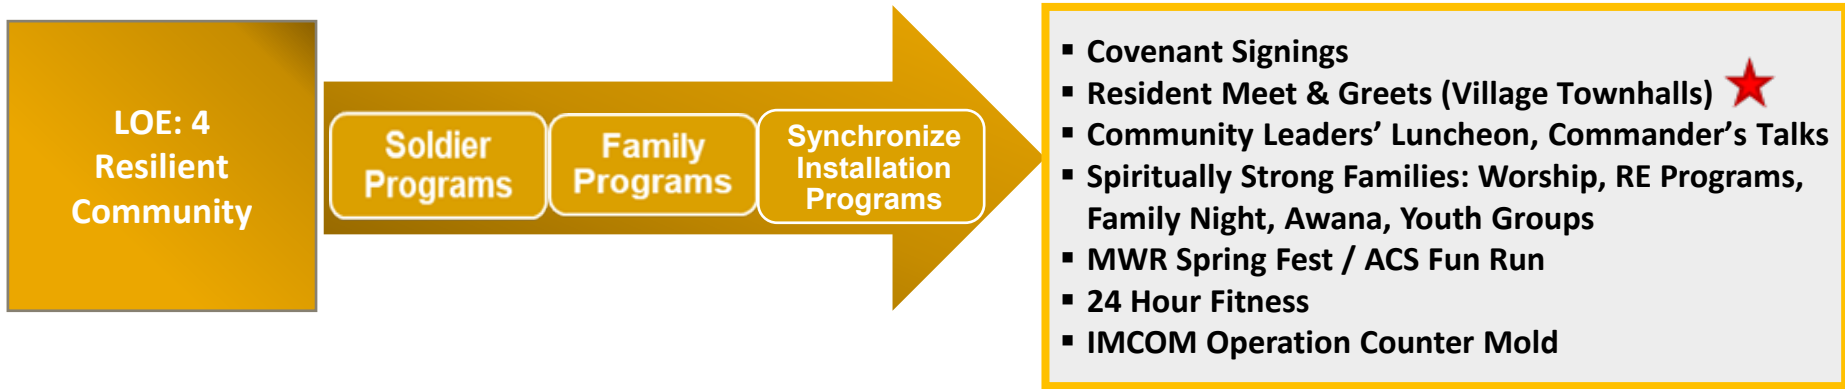 LOE: 4
Resilient
Community
Soldier
Programs
Family
Programs
Synchronize
Installation
Programs
▪ Covenant Signings
▪ Resident Meet & Greets (Village Townhalls)
▪ Community Leaders’ Luncheon, Commander’s Talks
▪ Spiritually Strong Families: Worship, RE Programs,
Family Night, Awana, Youth Groups
▪ MWR Spring Fest / ACS Fun Run
▪ 24 Hour Fitness
▪ IMCOM Operation Counter Mold